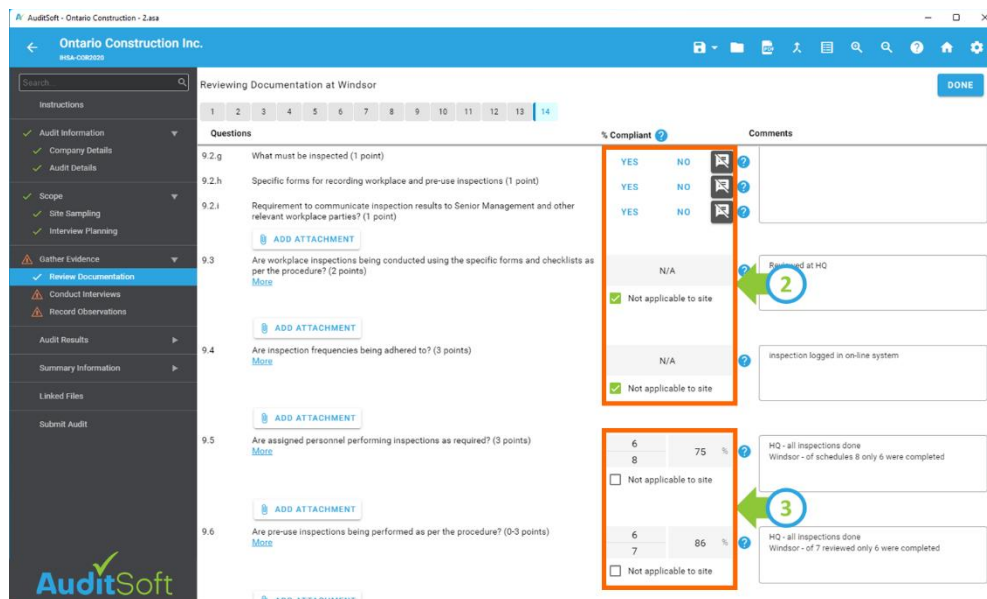 AuditSoft - Ontario Construction - 2.asa
Ontario Construction Inc.
IHSA-COR2020
Search...
Instructions
Audit Information
Company Details
Audit Details
Scope
Site Sampling
Interview Planning
Gather Evidence
Review Documentation
Conduct Interviews
Record Observations
Audit Results
Summary Information
Linked Files
Submit Audit
AuditSoft
Reviewing Documentation at Windsor
DONE
1 2 3 4 5 6 7 8 9 10 11 12 13 14
Questions % Compliant ? Comments
9.2.g What must be inspected (1 point) YES NO ?
9.2.h Specific forms for recording workplace and pre-use inspections (1 point) YES NO ?
9.2.i Requirement to communicate inspection results to Senior Management and other
relevant workplace parties? (1 point) YES NO ?
ADD ATTACHMENT
9.3 Are workplace inspections being conducted using the specific forms and checklists as
per the procedure? (2 points)
More
N/A ? Reviewed at HQ
Not applicable to site
2
ADD ATTACHMENT
9.4 Are inspection frequencies being adhered to? (3 points)
More
N/A ? inspection logged in on-line system
Not applicable to site
ADD ATTACHMENT
9.5 Are assigned personnel performing inspections as required? (3 points)
More
6
8
75 % ?
HQ - all inspections done
Windsor - of schedules 8 only 6 were completed
Not applicable to site
3
ADD ATTACHMENT
9.6 Are pre-use inspections being performed as per the procedure? (0-3 points)
More
6
7
86 % ?
HQ - all inspections done
Windsor - of 7 reviewed only 6 were completed
Not applicable to site
ADD ATTACHMENT